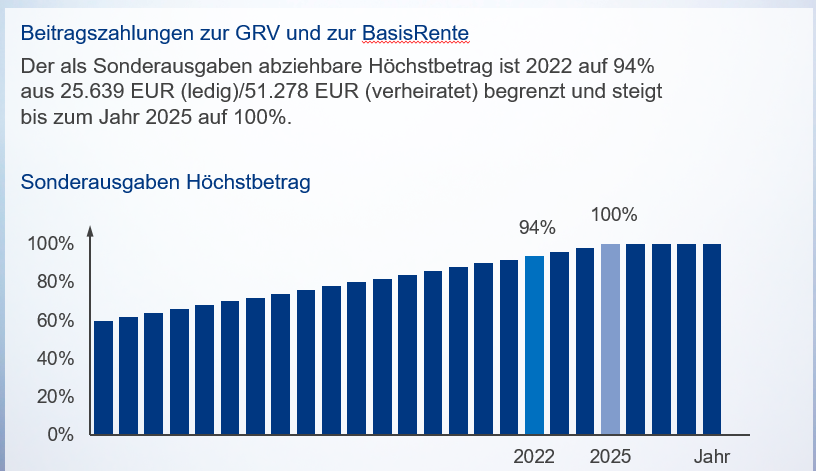 Beitragszahlungen zur GRV und zur BasisRente
Der als Sonderausgaben abziehbare Höchstbetrag ist 2022 auf 94%
aus 25.639 EUR (ledig)/51.278 EUR (verheiratet) begrenzt und steigt
bis zum Jahr 2025 auf 100%.
Sonderausgaben Höchstbetrag
100%
94%
100%
80%
60%
40%
20%
0%
2022 2025 Jahr